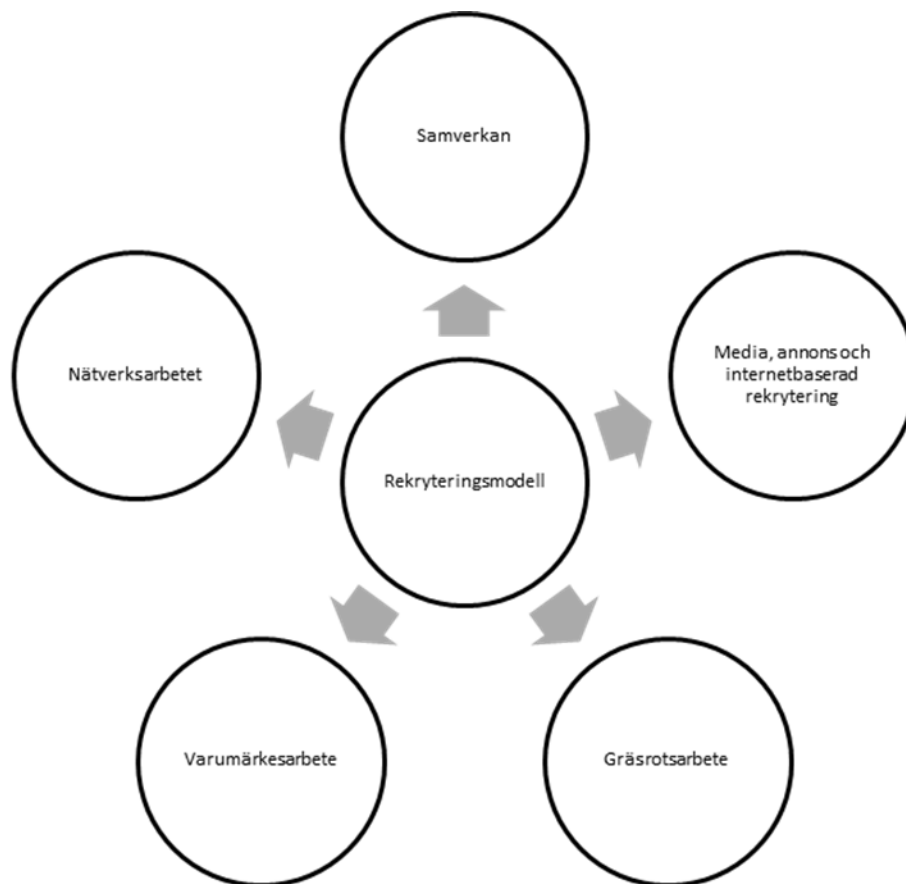 Samverkan
Nätverksarbetet
Media, annons och
internetbaserad
rekrytering
Rekryteringsmodell
Varumärkesarbete
Gräsrotsarbete